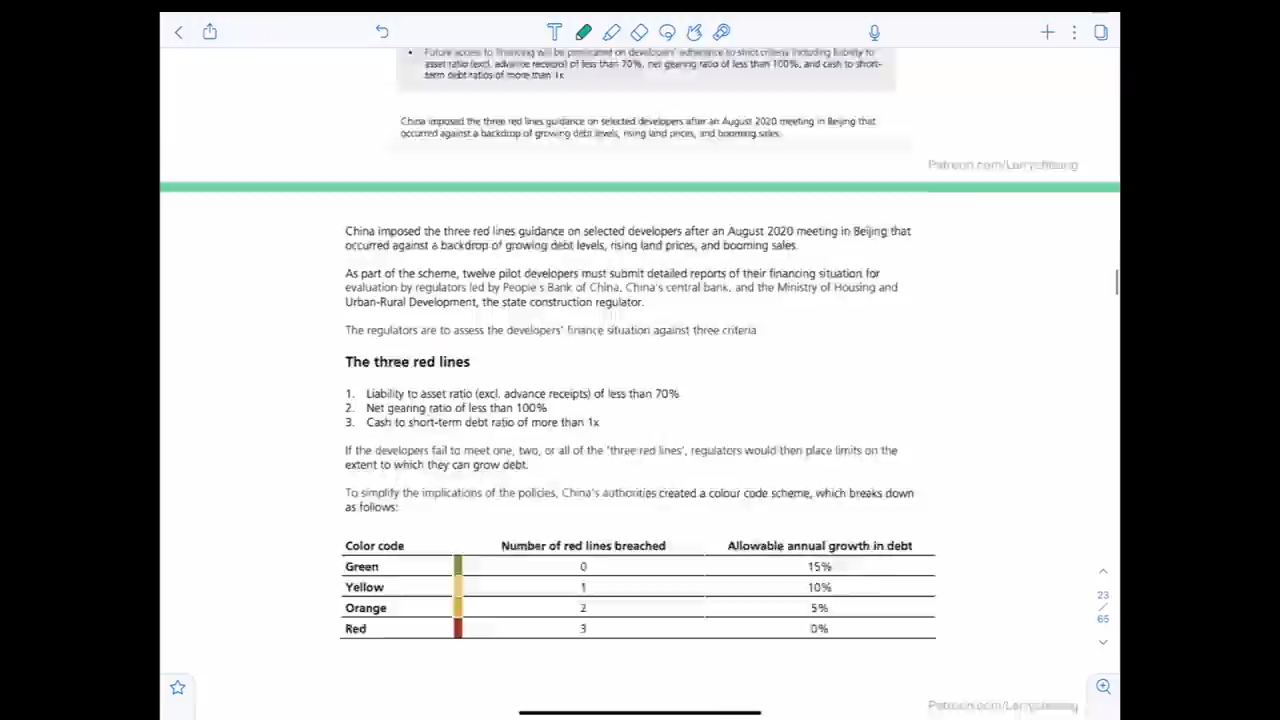 Future access to financing will be predicated on developers' adherence to strict criteria including liability to
asset ratio (excl. advance receipts) of less than 70%, net gearing ratio of less than 100%, and cash to short-
term debt ratios of more than 1x
China imposed the three red lines guidance on selected developers after an August 2020 meeting in Beijing that
occurred against a backdrop of growing debt levels, rising land prices, and booming sales.
Patreon.com/Larrycheung
China imposed the three red lines guidance on selected developers after an August 2020 meeting in Beijing that
occurred against a backdrop of growing debt levels, rising land prices, and booming sales.
As part of the scheme, twelve pilot developers must submit detailed reports of their financing situation for
evaluation by regulators led by People's Bank of China, China's central bank, and the Ministry of Housing and
Urban-Rural Development, the state construction regulator.
The regulators are to assess the developers' finance situation against three criteria
The three red lines
1. Liability to asset ratio (excl. advance receipts) of less than 70%
2. Net gearing ratio of less than 100%
3. Cash to short-term debt ratio of more than 1x
If the developers fail to meet one, two, or all of the 'three red lines', regulators would then place limits on the
extent to which they can grow debt.
To simplify the implications of the policies, China's authorities created a colour code scheme, which breaks down
as follows:
Color code Number of red lines breached Allowable annual growth in debt
Green 0 15%
Yellow 1 10%
Orange 2 5%
Red 3 0%
23
/
65
Patreon.com/Larrycheung